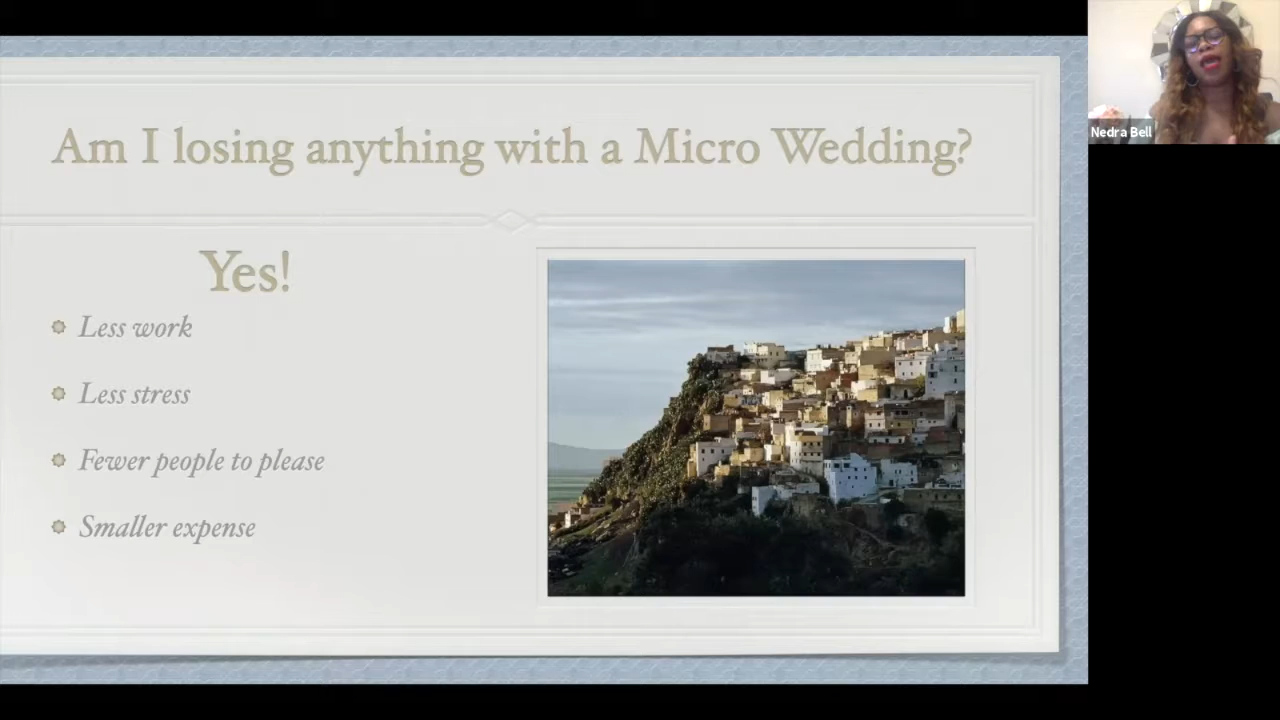 Am I losing anything with a Micro Wedding?
Yes!
Less work
Less stress
Fewer people to please
Smaller expense
Nedra Bell